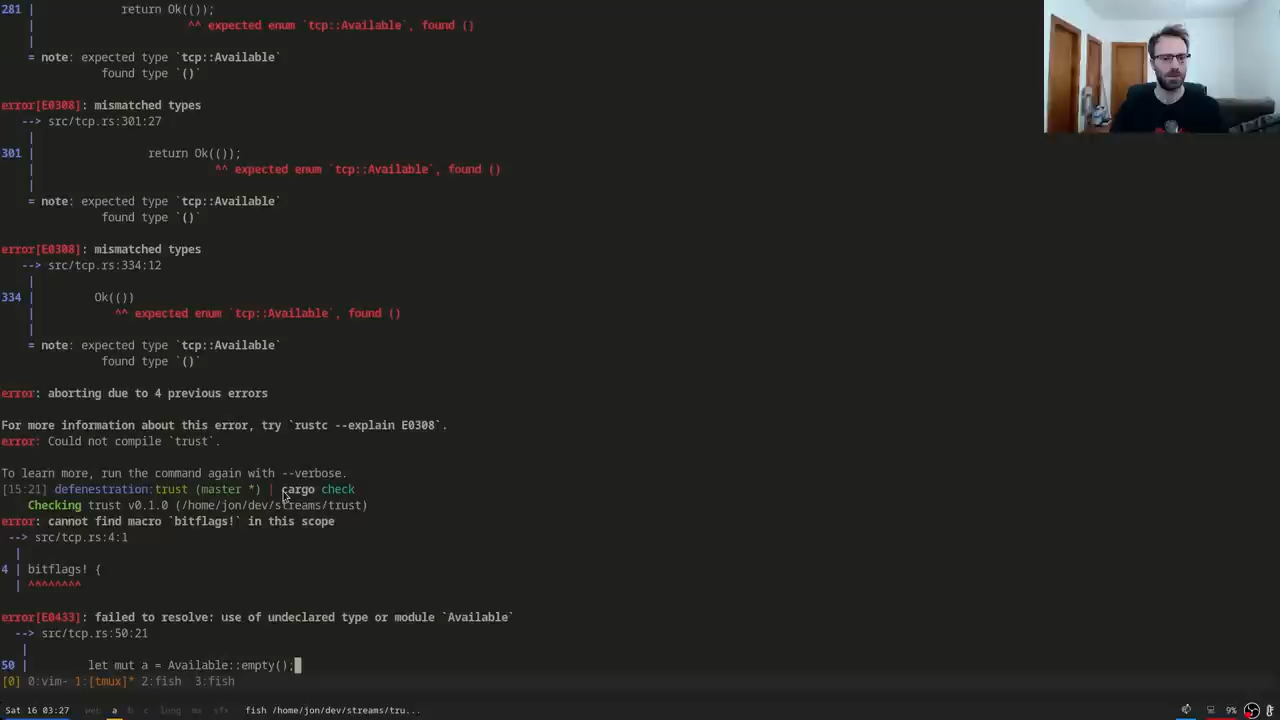 281 |             return Ok(());
    |                       ^^ expected enum `tcp::Available`, found ()
    |
    = note: expected type `tcp::Available`
               found type `()`
error[E0308]: mismatched types
   --> src/tcp.rs:301:27
    |
301 |                 return Ok(());
    |                           ^^ expected enum `tcp::Available`, found ()
    |
    = note: expected type `tcp::Available`
               found type `()`
error[E0308]: mismatched types
   --> src/tcp.rs:334:12
    |
334 |         Ok(())
    |            ^^ expected enum `tcp::Available`, found ()
    |
    = note: expected type `tcp::Available`
               found type `()`
error: aborting due to 4 previous errors
For more information about this error, try `rustc --explain E0308`.
error: Could not compile `trust`.
To learn more, run the command again with --verbose.
[15:21] defenestration:trust (master *) | cargo check
    Checking trust v0.1.0 (/home/jon/dev/streams/trust)
error: cannot find macro `bitflags!` in this scope
 --> src/tcp.rs:4:1
  |
4 | bitflags! {
  | ^^^^^^^^
error[E0433]: failed to resolve: use of undeclared type or module `Available`
  --> src/tcp.rs:50:21
   |
50 |         let mut a = Available::empty();
[0] 0:vim- 1:[tmux]* 2:fish  3:fish
Sat 16 03:27 web a b c long mx sfx fish /home/jon/dev/streams/tru... 9%